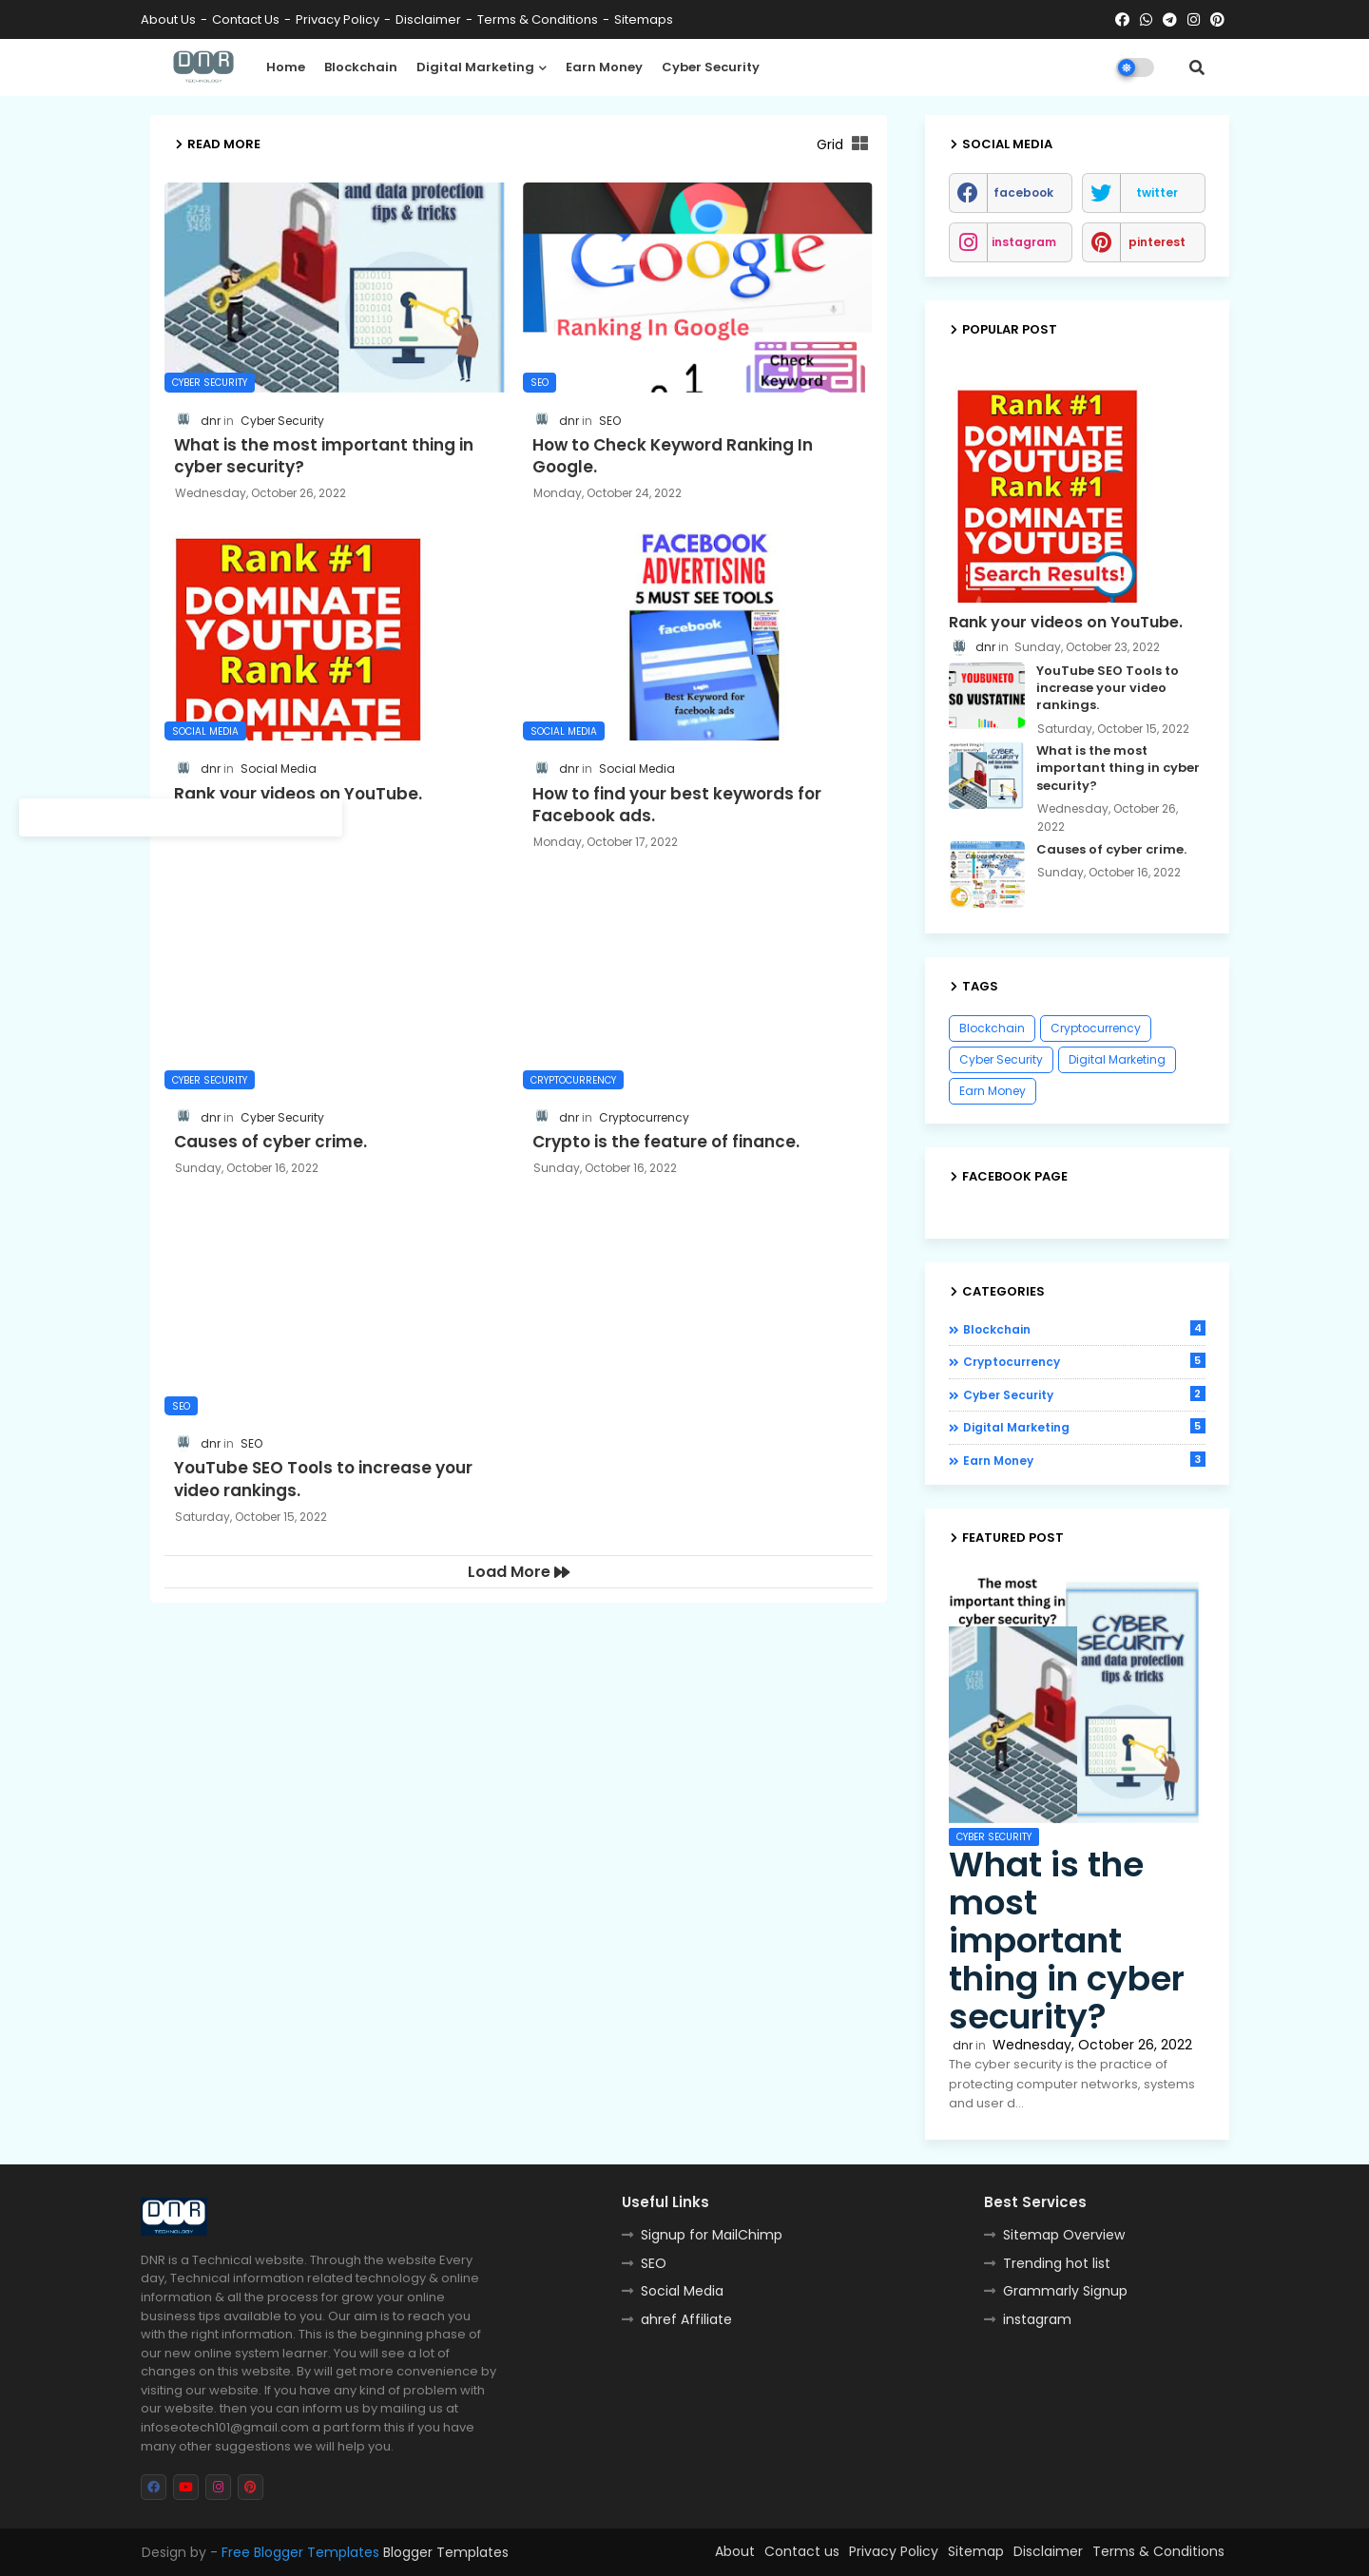 About Us - Contact Us - Privacy Policy - Disclaimer - Terms & Conditions - Sitemaps
DNR
TECHNOLOGY
Home Blockchain Digital Marketing Earn Money Cyber Security
READ MORE
Grid
and data protection
tips & tricks
2743
0028
3450
CYBER SECURITY
dnr in Cyber Security
What is the most important thing in
cyber security?
Wednesday, October 26, 2022
Google
Ranking In Google
Check
Keyword
1
SEO
dnr in SEO
How to Check Keyword Ranking In
Google.
Monday, October 24, 2022
Rank #1
DOMINATE
YOUTUBE
Rank #1
DOMINATE
YOUTUBE
SOCIAL MEDIA
dnr in Social Media
Rank your videos on YouTube.
FACEBOOK
ADVERTISING
5 MUST SEE TOOLS
facebook
Best Keyword for
facebook ads
SOCIAL MEDIA
dnr in Social Media
How to find your best keywords for
Facebook ads.
Monday, October 17, 2022
CYBER SECURITY
dnr in Cyber Security
Causes of cyber crime.
Sunday, October 16, 2022
CRYPTOCURRENCY
dnr in Cryptocurrency
Crypto is the feature of finance.
Sunday, October 16, 2022
SEO
dnr in SEO
YouTube SEO Tools to increase your
video rankings.
Saturday, October 15, 2022
Load More
SOCIAL MEDIA
facebook
twitter
instagram
pinterest
POPULAR POST
Rank #1
DOMINATE
YOUTUBE
Rank #1
DOMINATE
YOUTUBE
Search Results!
Rank your videos on YouTube.
dnr in Sunday, October 23, 2022
YOUBUNETO
SO VUSTATINE
YouTube SEO Tools to
increase your video
rankings.
Saturday, October 15, 2022
What is the most
important thing in cyber
security?
Wednesday, October 26,
2022
Causes of cyber crime.
Sunday, October 16, 2022
TAGS
Blockchain
Cryptocurrency
Cyber Security
Digital Marketing
Earn Money
FACEBOOK PAGE
CATEGORIES
Blockchain 4
Cryptocurrency 5
Cyber Security 2
Digital Marketing 5
Earn Money 3
FEATURED POST
The most
important thing in
cyber security?
CYBER
SECURITY
and data protection
tips & tricks
2743
0028
3450
CYBER SECURITY
What is the
most
important
thing in cyber
security?
dnr in Wednesday, October 26, 2022
The cyber security is the practice of
protecting computer networks, systems
and user d...
DNR
TECHNOLOGY
DNR is a Technical website. Through the website Every
day, Technical information related technology & online
information & all the process for grow your online
business tips available to you. Our aim is to reach you
with the right information. This is the beginning phase of
our new online system learner. You will see a lot of
changes on this website. By will get more convenience by
visiting our website. If you have any kind of problem with
our website. then you can inform us by mailing us at
infoseotech101@gmail.com a part form this if you have
many other suggestions we will help you.
Useful Links
Signup for MailChimp
SEO
Social Media
ahref Affiliate
Best Services
Sitemap Overview
Trending hot list
Grammarly Signup
instagram
Design by - Free Blogger Templates Blogger Templates
About Contact us Privacy Policy Sitemap Disclaimer Terms & Conditions